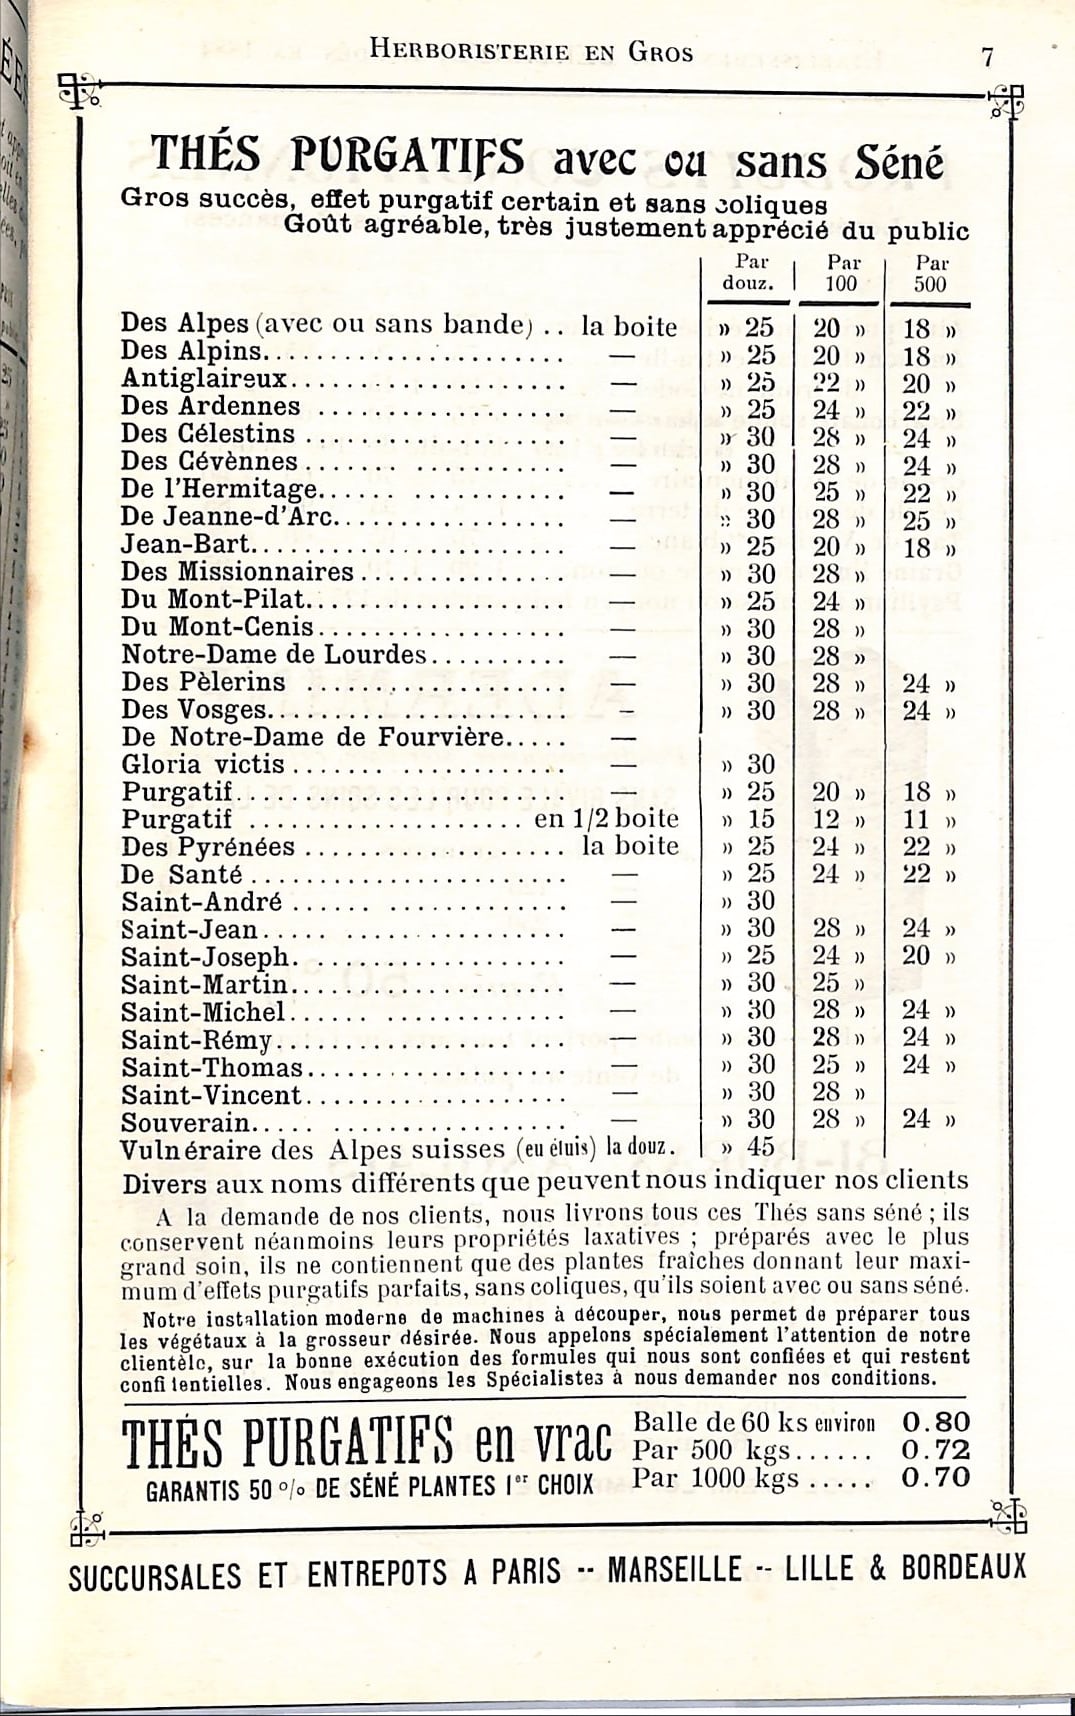 HERBORISTERIE EN GROS 7
THÉS PURGATIFS avec ou sans Séné
Gros succès, effet purgatif certain et sans coliques
Goût agréable, très justement apprécié du public
Par douz. Par 100 Par 500
Des Alpes (avec ou sans bande) .. la boite » 25 20 » 18 »
Des Alpins........................ — » 25 20 » 18 »
Antiglaireux...................... — » 25 22 » 20 »
Des Ardennes ..................... — » 25 24 » 22 »
Des Célestins .................... — » 30 28 » 24 »
Des Cévènnes...................... — » 30 28 » 24 »
De l'Hermitage.................... — » 30 25 » 22 »
De Jeanne-d'Arc................... — » 30 28 » 25 »
Jean-Bart......................... — » 25 20 » 18 »
Des Missionnaires ................ — » 30 28 »
Du Mont-Pilat..................... — » 25 24 »
Du Mont-Cenis..................... — » 30 28 »
Notre-Dame de Lourdes.......... — » 30 28 »
Des Pèlerins ..................... — » 30 28 » 24 »
Des Vosges........................ — » 30 28 » 24 »
De Notre-Dame de Fourvière..... —
Gloria victis .................... — » 30
Purgatif.......................... — » 25 20 » 18 »
Purgatif .................... en 1/2 boite » 15 12 » 11 »
Des Pyrénées ................... la boite » 25 24 » 22 »
De Santé ......................... — » 25 24 » 22 »
Saint-André ...................... — » 30
Saint-Jean........................ — » 30 28 » 24 »
Saint-Joseph...................... — » 25 24 » 20 »
Saint-Martin...................... — » 30 25 »
Saint-Michel...................... — » 30 28 » 24 »
Saint-Rémy........................ — » 30 28 » 24 »
Saint-Thomas...................... — » 30 25 » 24 »
Saint-Vincent..................... — » 30 28 »
Souverain......................... — » 30 28 » 24 »
Vulnéraire des Alpes suisses (eu étuis) la douz. » 45
Divers aux noms différents que peuvent nous indiquer nos clients
A la demande de nos clients, nous livrons tous ces Thés sans séné ; ils
conservent néanmoins leurs propriétés laxatives ; préparés avec le plus
grand soin, ils ne contiennent que des plantes fraîches donnant leur maxi-
mum d'effets purgatifs parfaits, sans coliques, qu'ils soient avec ou sans séné.
Notre installation moderne de machines à découper, nous permet de préparer tous
les végétaux à la grosseur désirée. Nous appelons spécialement l'attention de notre
clientèle, sur la bonne exécution des formules qui nous sont confiées et qui restent
confidentielles. Nous engageons les Spécialistes à nous demander nos conditions.
THÉS PURGATIFS en vrac
GARANTIS 50 % DE SÉNÉ PLANTES 1er CHOIX
Balle de 60 ks environ 0.80
Par 500 kgs...... 0.72
Par 1000 kgs ..... 0.70
SUCCURSALES ET ENTREPOTS A PARIS -- MARSEILLE -- LILLE & BORDEAUX